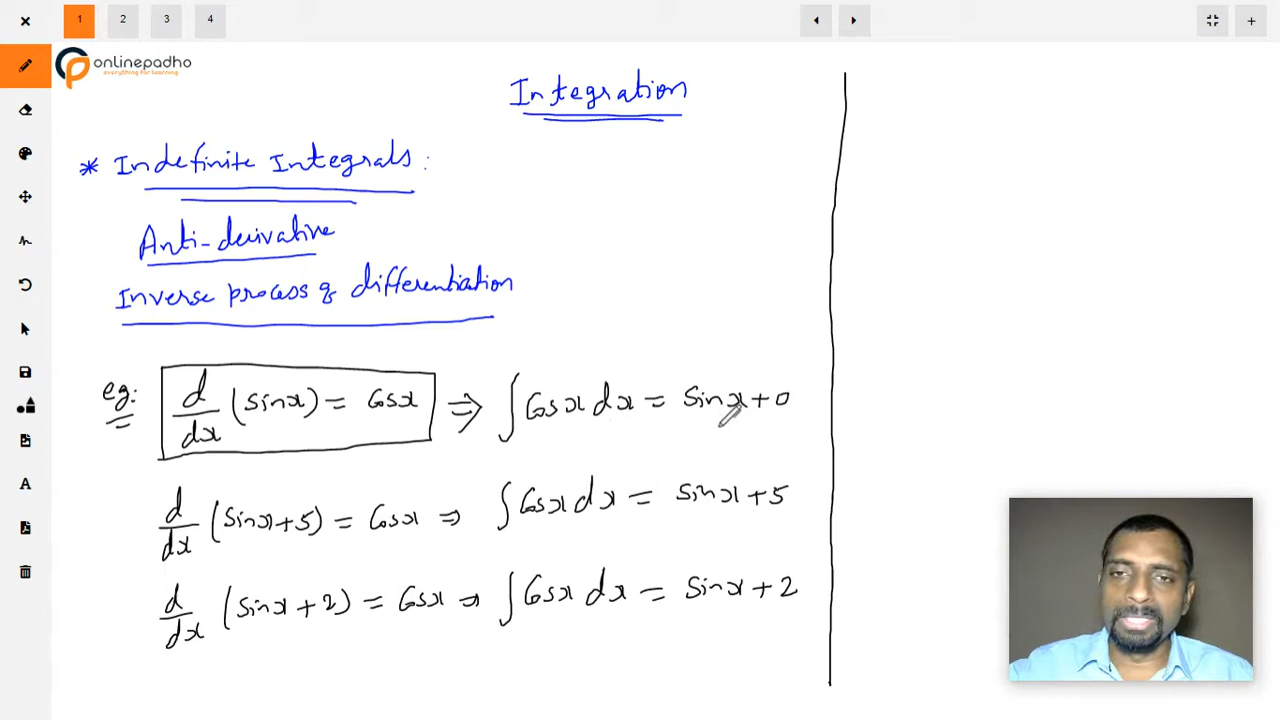 1 2 3 4
onlinepadho
everything for learning
Integration
* Indefinite Integrals:
Anti-derivative
Inverse process of differentiation
eg: d/dx (sinx) = Cosx ⇒ ∫Cosx dx = sinx+0
d/dx (sinx+5) = Cosx ⇒ ∫Cosx dx = sinx+5
d/dx (sinx+2) = Cosx ⇒ ∫Cosx dx = sinx+2
A